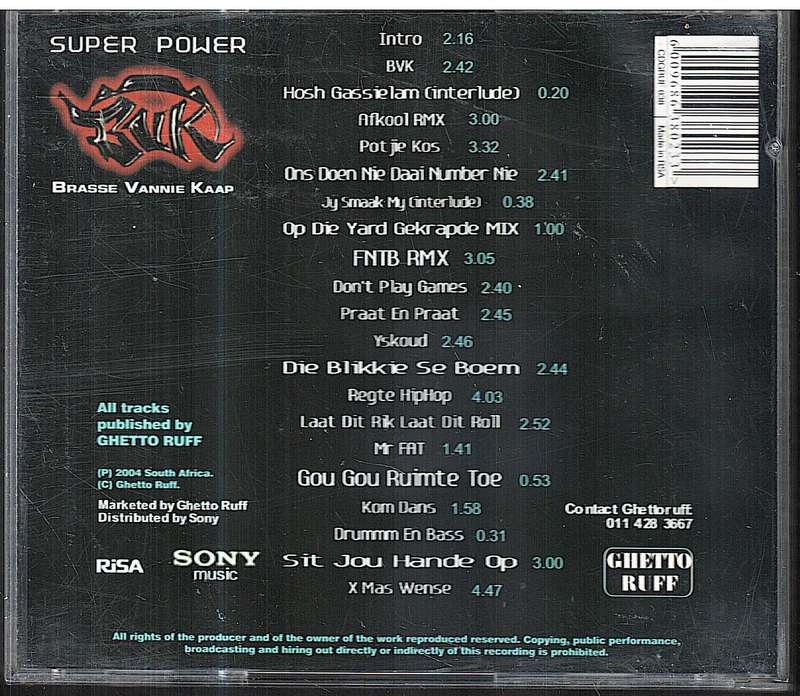 SUPER POWER
BVK
BRASSE VANNIE KAAP
Intro 2.16
BVK 2.42
Hosh Gassielam (interlude) 0.20
Afkool RMX 3.00
Potjie Kos 3.32
Ons Doen Nie Daai Number Nie 2.41
Jy Smaak My (interlude) 0.38
Op Die Yard Gekrapde MIX 1.00
FNTB RMX 3.05
Don't Play Games 2.40
Praat En Praat 2.45
Yskoud 2.46
Die Blikkie Se Boem 2.44
Regte HipHop 4.03
Laat Dit Rik Laat Dit Roll 2.52
Mr FAT 1.41
Gou Gou Ruimte Toe 0.53
Kom Dans 1.58
Drummm En Bass 0.31
Sit Jou Hande Op 3.00
X Mas Wense 4.47
Made in RSA
All tracks
published by
GHETTO RUFF
(P) 2004 South Africa.
(C) Ghetto Ruff.
Marketed by Ghetto Ruff
Distributed by Sony
RiSA
SONY
music
Contact Ghettoruff.
011 428 3667
GHETTO
RUFF
All rights of the producer and of the owner of the work reproduced reserved. Copying, public performance,
broadcasting and hiring out directly or indirectly of this recording is prohibited.